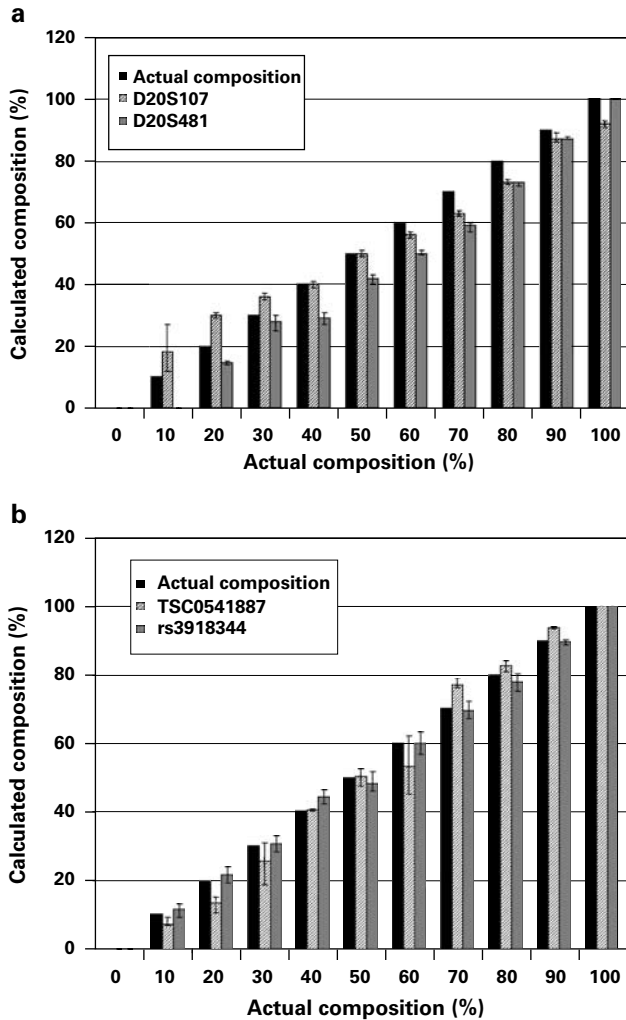 a
120
100
80
60
40
20
0
Calculated composition (%)
Actual composition
D20S107
D20S481
0 10 20 30 40 50 60 70 80 90 100
Actual composition (%)
b
120
100
80
60
40
20
0
Calculated composition (%)
Actual composition
TSC0541887
rs3918344
0 10 20 30 40 50 60 70 80 90 100
Actual composition (%)